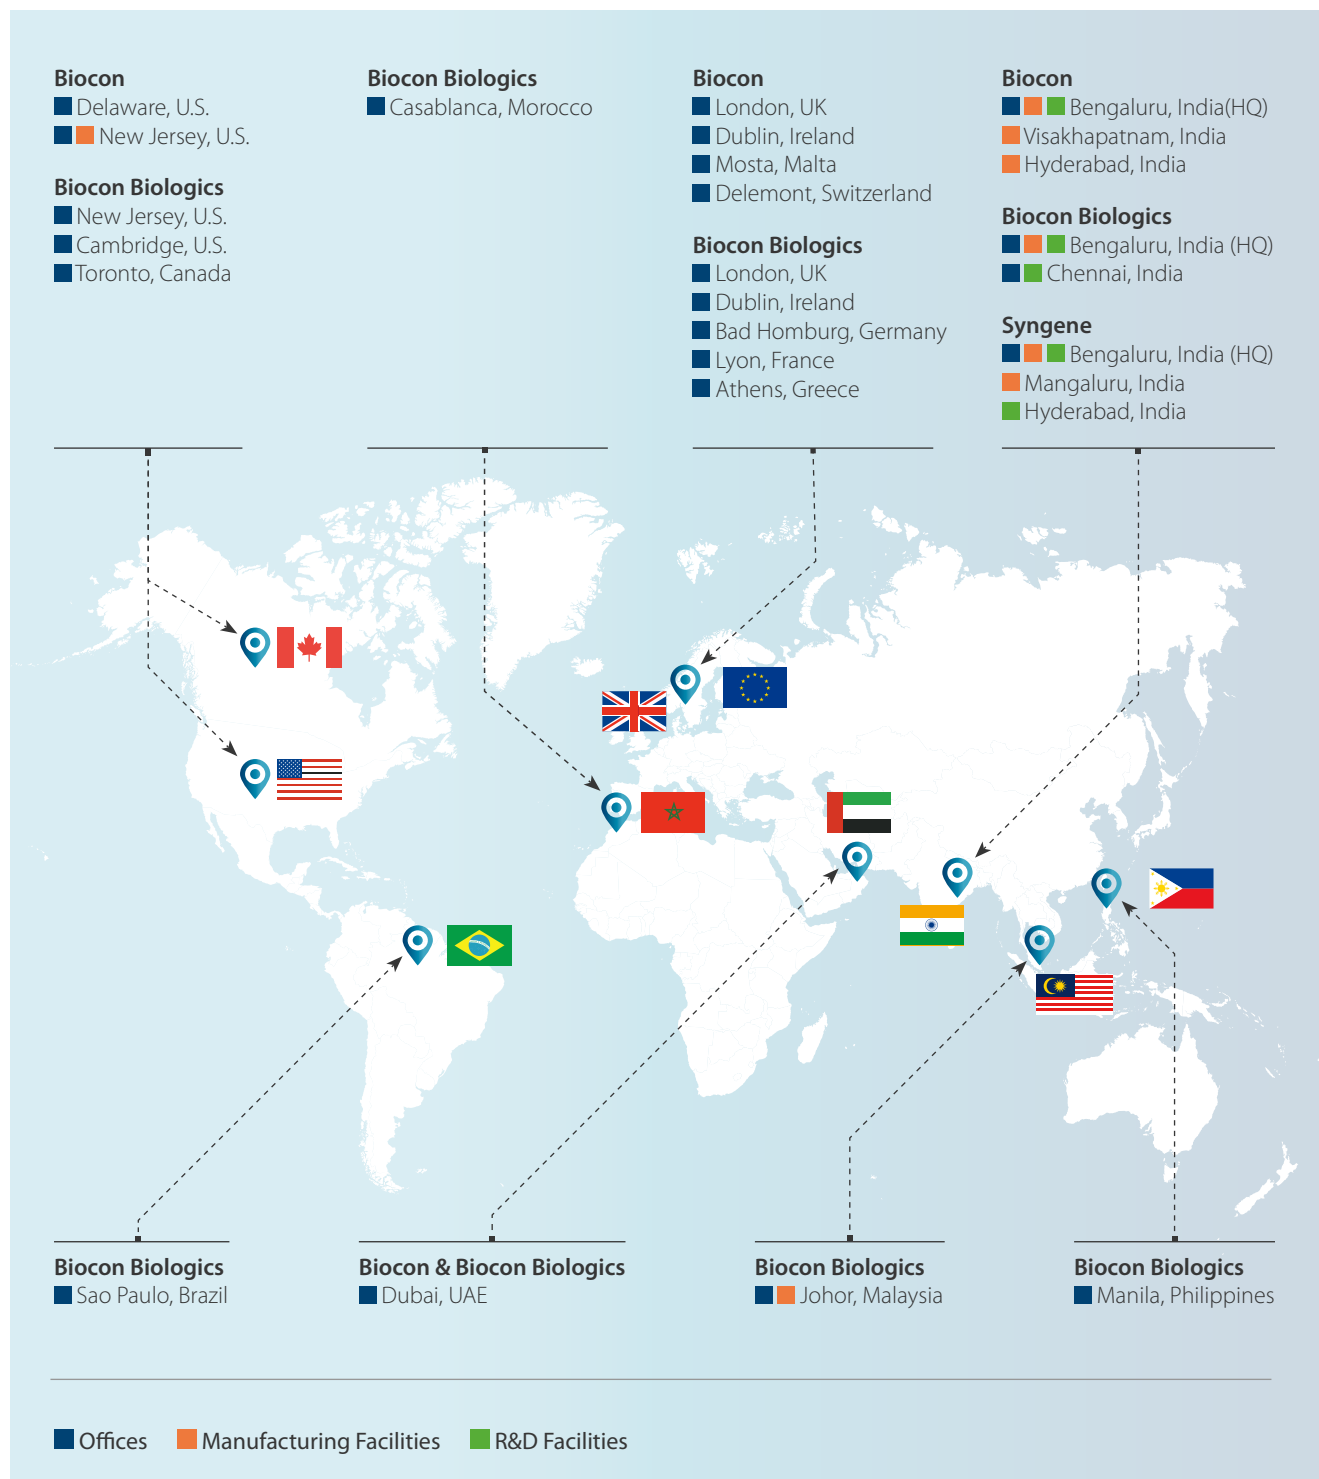 Biocon
Delaware, U.S.
New Jersey, U.S.
Biocon Biologics
New Jersey, U.S.
Cambridge, U.S.
Toronto, Canada
Biocon Biologics
Casablanca, Morocco
Biocon
London, UK
Dublin, Ireland
Mosta, Malta
Delemont, Switzerland
Biocon Biologics
London, UK
Dublin, Ireland
Bad Homburg, Germany
Lyon, France
Athens, Greece
Biocon
Bengaluru, India(HQ)
Visakhapatnam, India
Hyderabad, India
Biocon Biologics
Bengaluru, India (HQ)
Chennai, India
Syngene
Bengaluru, India (HQ)
Mangaluru, India
Hyderabad, India
Biocon Biologics
Sao Paulo, Brazil
Biocon & Biocon Biologics
Dubai, UAE
Biocon Biologics
Johor, Malaysia
Biocon Biologics
Manila, Philippines
Offices
Manufacturing Facilities
R&D Facilities